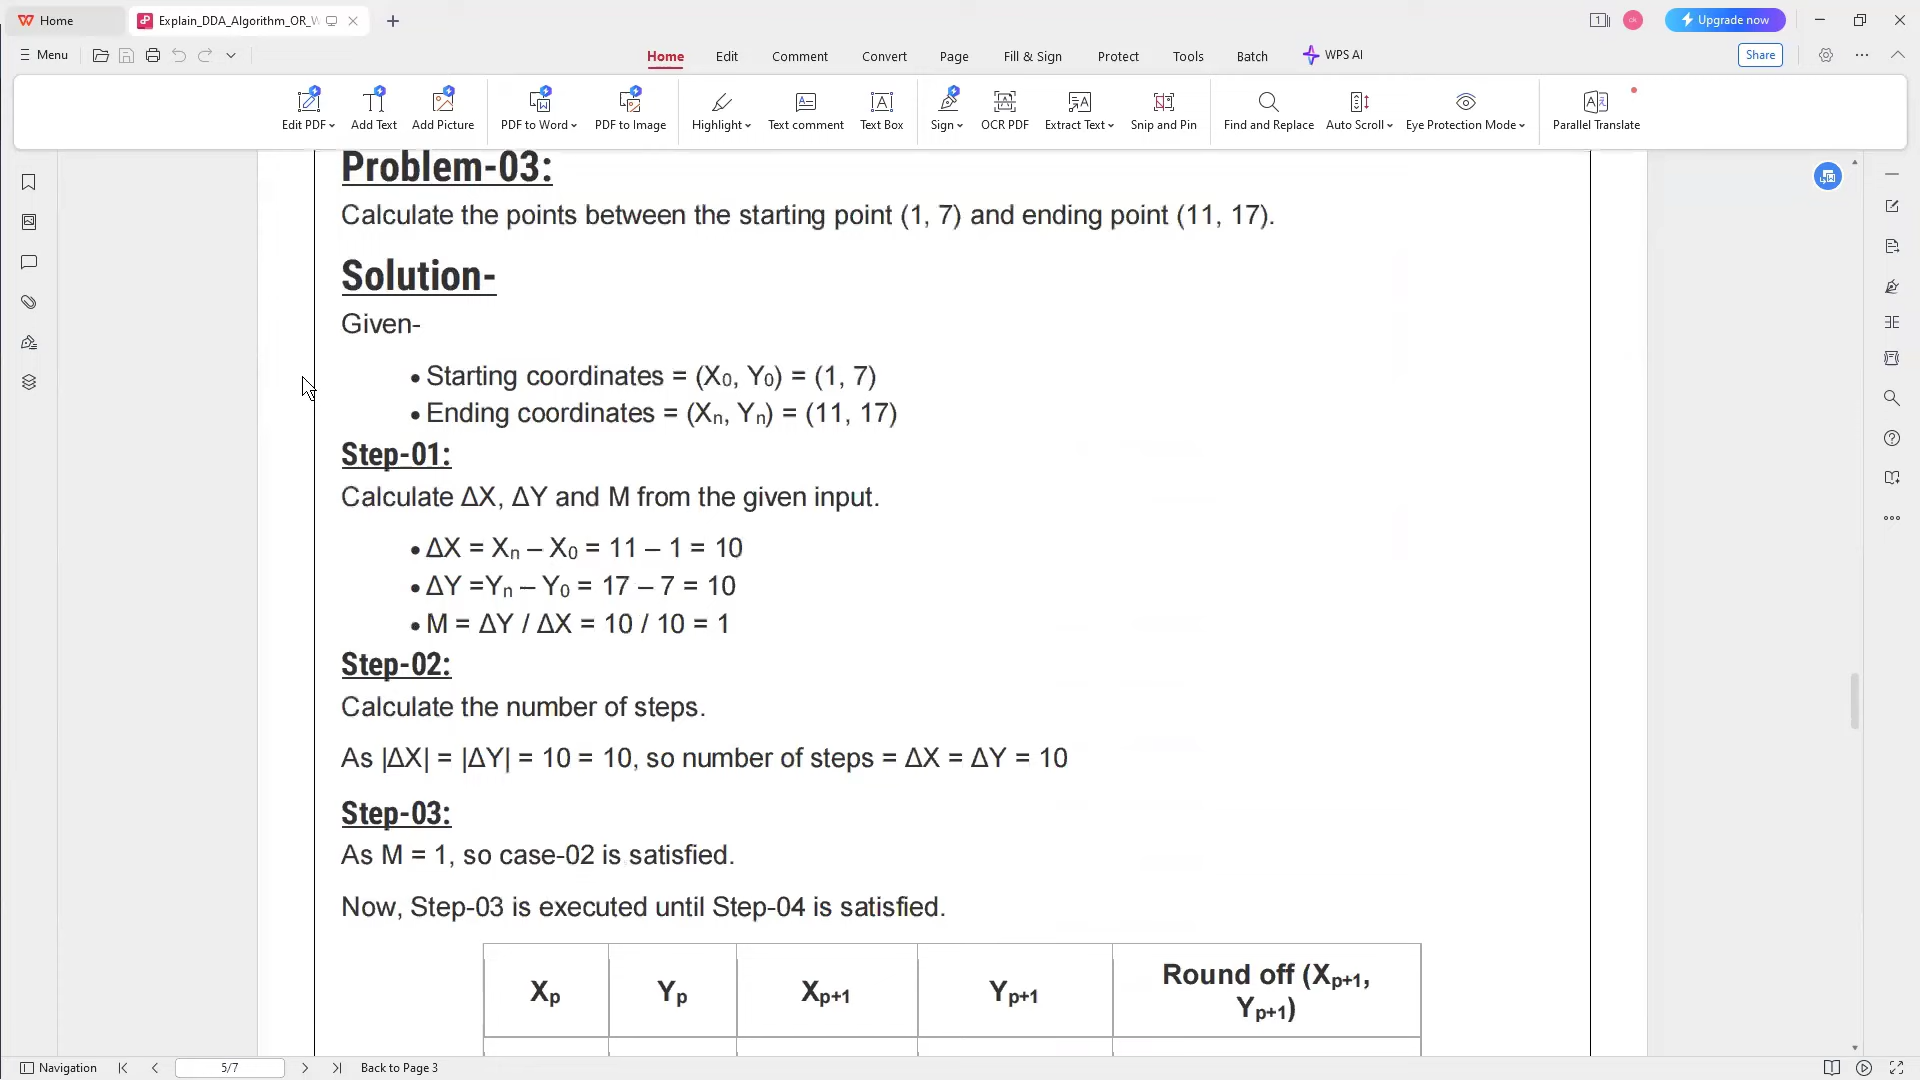 Home
Explain_DDA_Algorithm_OR_W
Upgrade now
Menu
Home
Edit
Comment
Convert
Page
Fill & Sign
Protect
Tools
Batch
WPS AI
Share
Edit PDF
Add Text
Add Picture
PDF to Word
PDF to Image
Highlight
Text comment
Text Box
Sign
OCR PDF
Extract Text
Snip and Pin
Find and Replace
Auto Scroll
Eye Protection Mode
Parallel Translate
Problem-03:
Calculate the points between the starting point (1, 7) and ending point (11, 17).
Solution-
Given-
• Starting coordinates = (X₀, Y₀) = (1, 7)
• Ending coordinates = (Xₙ, Yₙ) = (11, 17)
Step-01:
Calculate ΔX, ΔY and M from the given input.
• ΔX = Xₙ – X₀ = 11 – 1 = 10
• ΔY =Yₙ – Y₀ = 17 – 7 = 10
• M = ΔY / ΔX = 10 / 10 = 1
Step-02:
Calculate the number of steps.
As |ΔX| = |ΔY| = 10 = 10, so number of steps = ΔX = ΔY = 10
Step-03:
As M = 1, so case-02 is satisfied.
Now, Step-03 is executed until Step-04 is satisfied.
Xₚ
Yₚ
Xₚ₊₁
Yₚ₊₁
Round off (Xₚ₊₁,
Yₚ₊₁)
Navigation
5/7
Back to Page 3